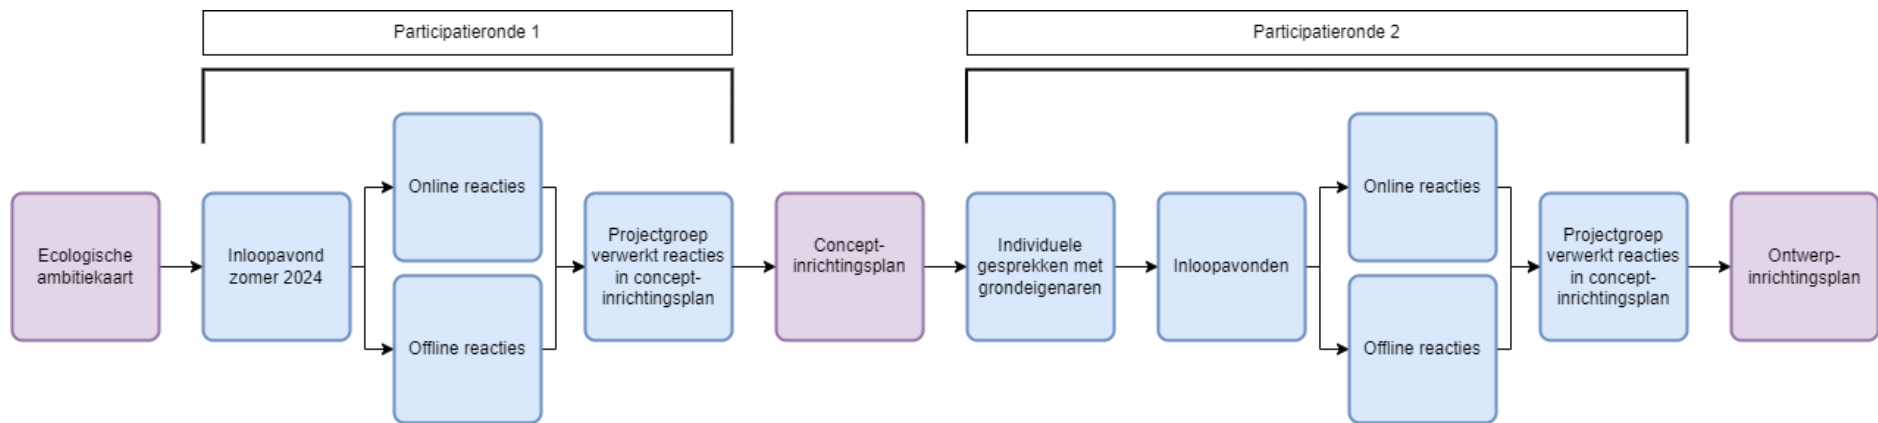 Participatieronde 1
Participatieronde 2
Ecologische
ambitiekaart
Inloopavond
zomer 2024
Online reacties
Offline reacties
Projectgroep
verwerkt reacties
in concept-
inrichtingsplan
Concept-
inrichtingsplan
Individuele
gesprekken met
grondeigenaren
Inloopavonden
Online reacties
Offline reacties
Projectgroep
verwerkt reacties
in concept-
inrichtingsplan
Ontwerp-
inrichtingsplan